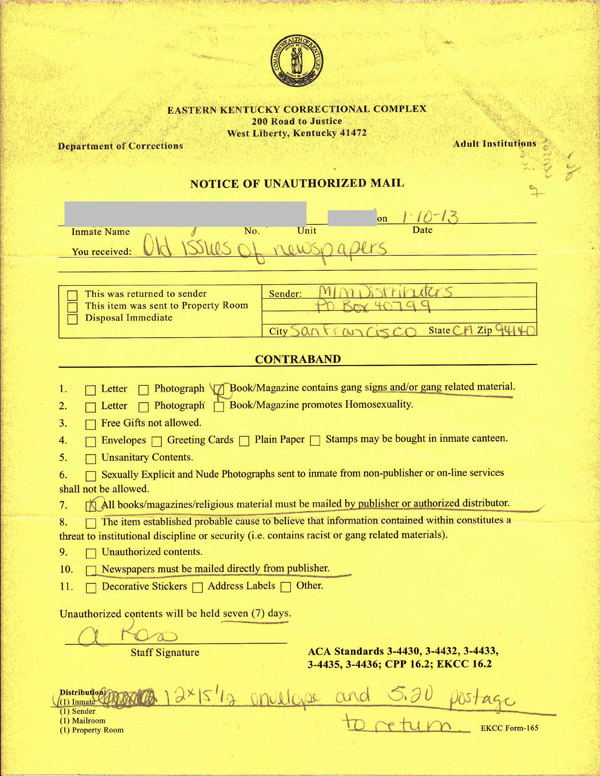 COMMONWEALTH OF KENTUCKY
EASTERN KENTUCKY CORRECTIONAL COMPLEX
200 Road to Justice
West Liberty, Kentucky 41472
Department of Corrections Adult Institutions
NOTICE OF UNAUTHORIZED MAIL
on 1-10-13
Inmate Name No. Unit Date
You received: Old issues of newspapers
This was returned to sender
This item was sent to Property Room
Disposal Immediate
Sender: MIM Distributers
PO Box 40799
City San Francisco State CA Zip 94140
CONTRABAND
1. Letter Photograph Book/Magazine contains gang signs and/or gang related material.
2. Letter Photograph Book/Magazine promotes Homosexuality.
3. Free Gifts not allowed.
4. Envelopes Greeting Cards Plain Paper Stamps may be bought in inmate canteen.
5. Unsanitary Contents.
6. Sexually Explicit and Nude Photographs sent to inmate from non-publisher or on-line services
shall not be allowed.
7. All books/magazines/religious material must be mailed by publisher or authorized distributor.
8. The item established probable cause to believe that information contained within constitutes a
threat to institutional discipline or security (i.e. contains racist or gang related materials).
9. Unauthorized contents.
10. Newspapers must be mailed directly from publisher.
11. Decorative Stickers Address Labels Other.
Unauthorized contents will be held seven (7) days.
a Ross
Staff Signature
ACA Standards 3-4430, 3-4432, 3-4433,
3-4435, 3-4436; CPP 16.2; EKCC 16.2
Distribution:
(1) Inmate 12x15 1/2 envelope and 5.20 postage
(1) Sender
(1) Mailroom to return
(1) Property Room EKCC Form-165